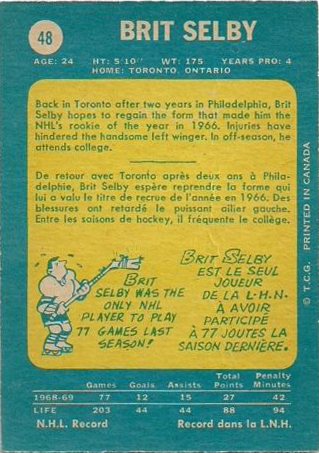 48
BRIT SELBY
AGE: 24 HT: 5'10" WT: 175 YEARS PRO: 4
HOME: TORONTO, ONTARIO
Back in Toronto after two years in Philadelphia, Brit
Selby hopes to regain the form that made him the
NHL's rookie of the year in 1966. Injuries have
hindered the handsome left winger. In off-season, he
attends college.
De retour avec Toronto après deux ans à Phila-
delphie, Brit Selby espère reprendre la forme qui
lui a valu le titre de recrue de l'année en 1966. Des
blessures ont retardé le puissant ailier gauche.
Entre les saisons de hockey, il fréquente le collège.
BRIT
SELBY WAS THE
ONLY NHL
PLAYER TO PLAY
77 GAMES LAST
SEASON!
BRIT SELBY
EST LE SEUL
JOUEUR
DE LA L.H.N.
À AVOIR
PARTICIPÉ
À 77 JOUTES LA
SAISON DERNIÈRE.
© T.C.G. PRINTED IN CANADA
Games Goals Assists Total Points Penalty Minutes
1968-69 77 12 15 27 42
LIFE 203 44 44 88 94
N.H.L. Record Record dans la L.N.H.